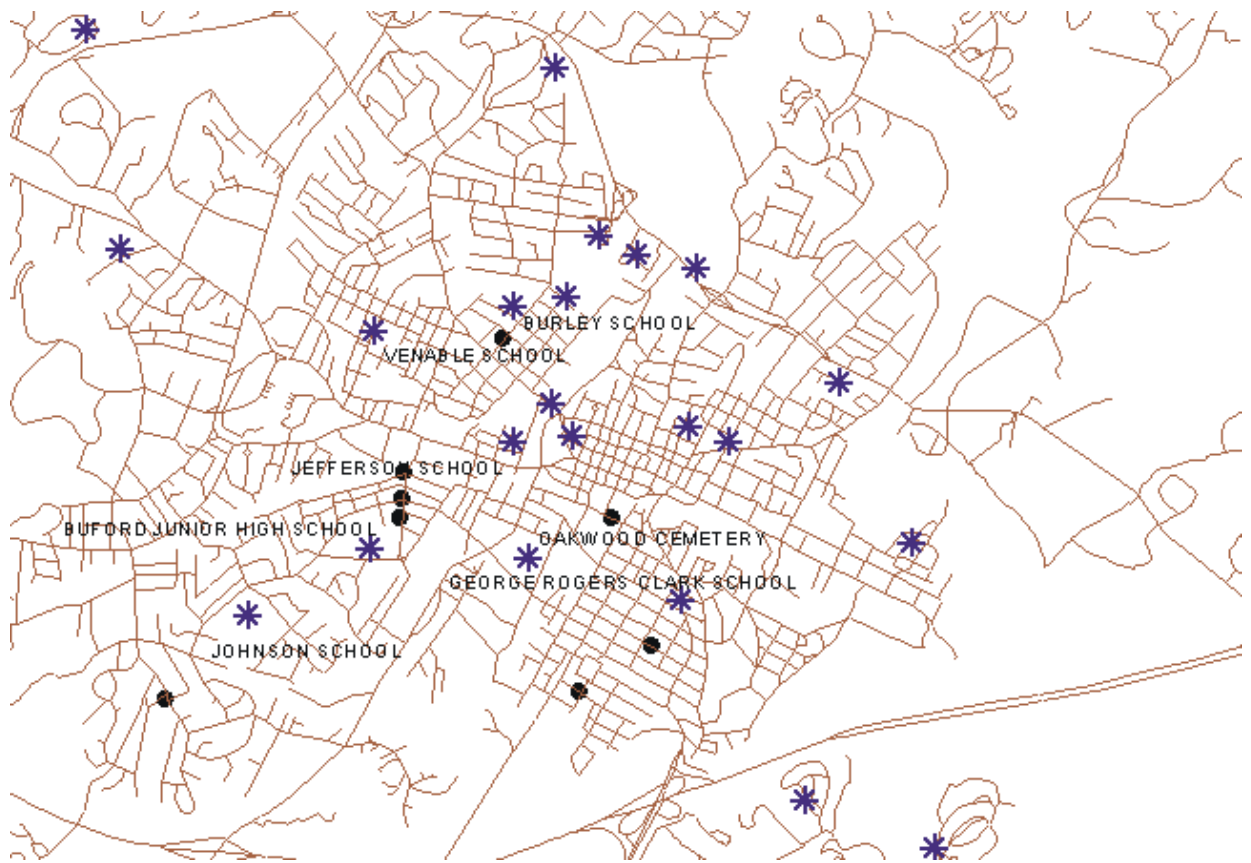 BURLEY SCHOOL
VENABLE SCHOOL
JEFFERSON SCHOOL
BUFORD JUNIOR HIGH SCHOOL
OAKWOOD CEMETERY
GEORGE ROGERS CLARK SCHOOL
JOHNSON SCHOOL